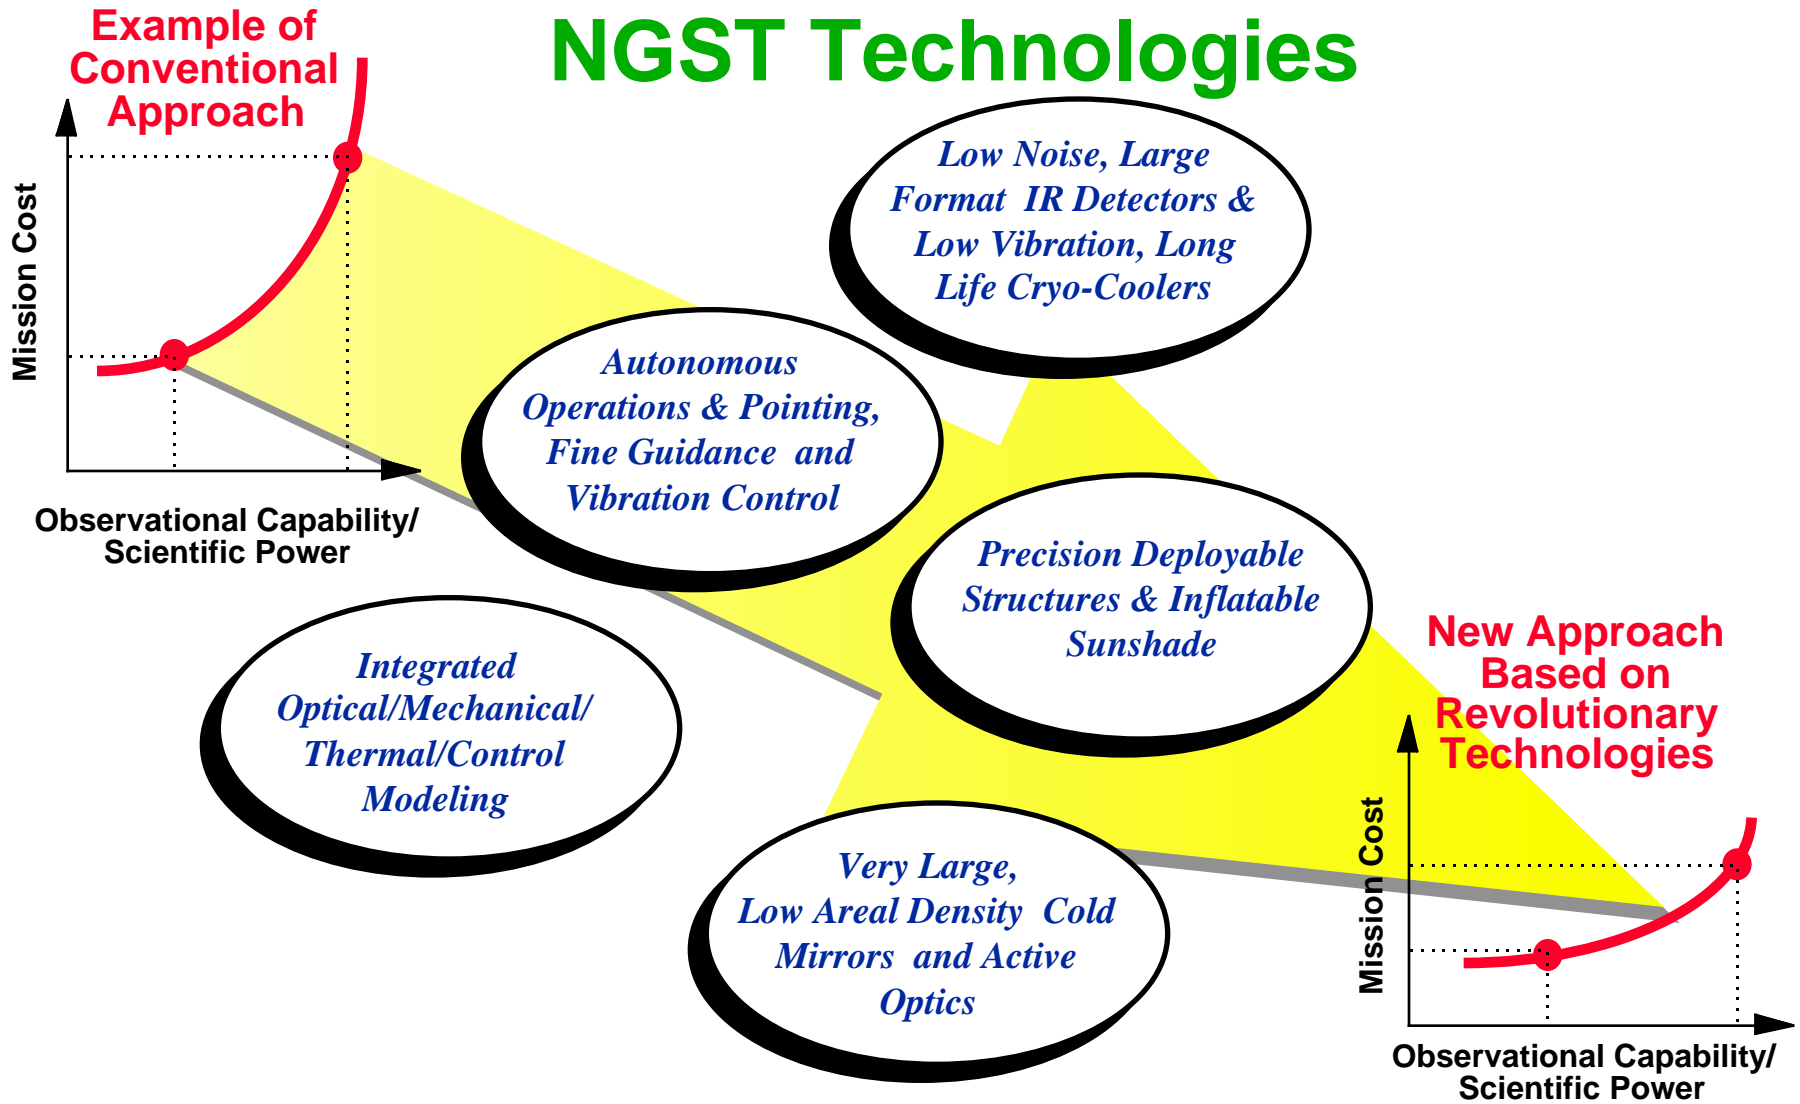 NGST Technologies
Example of
Conventional
Approach
Mission Cost
Observational Capability/
Scientific Power
Low Noise, Large
Format IR Detectors &
Low Vibration, Long
Life Cryo-Coolers
Autonomous
Operations & Pointing,
Fine Guidance and
Vibration Control
Precision Deployable
Structures & Inflatable
Sunshade
Integrated
Optical/Mechanical/
Thermal/Control
Modeling
Very Large,
Low Areal Density Cold
Mirrors and Active
Optics
New Approach
Based on
Revolutionary
Technologies
Mission Cost
Observational Capability/
Scientific Power